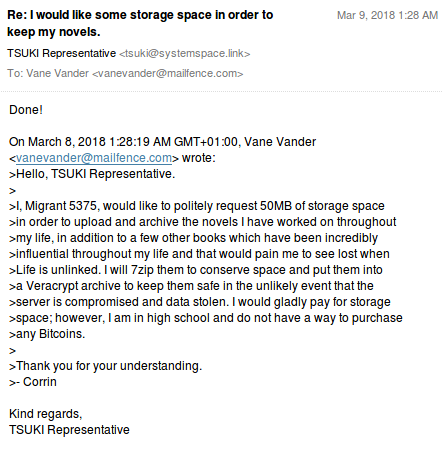 Re: I would like some storage space in order to keep my novels.
Mar 9, 2018 1:28 AM
TSUKI Representative <tsuki@systemspace.link>
To: Vane Vander <vanevander@mailfence.com>
Done!
On March 8, 2018 1:28:19 AM GMT+01:00, Vane Vander
<vanevander@mailfence.com> wrote:
>Hello, TSUKI Representative.
>
>I, Migrant 5375, would like to politely request 50MB of storage space
>in order to upload and archive the novels I have worked on throughout
>my life, in addition to a few other books which have been incredibly
>influential throughout my life and that would pain me to see lost when
>Life is unlinked. I will 7zip them to conserve space and put them into
>a Veracrypt archive to keep them safe in the unlikely event that the
>server is compromised and data stolen. I would gladly pay for storage
>space; however, I am in high school and do not have a way to purchase
>any Bitcoins.
>
>Thank you for your understanding.
>- Corrin
Kind regards,
TSUKI Representative